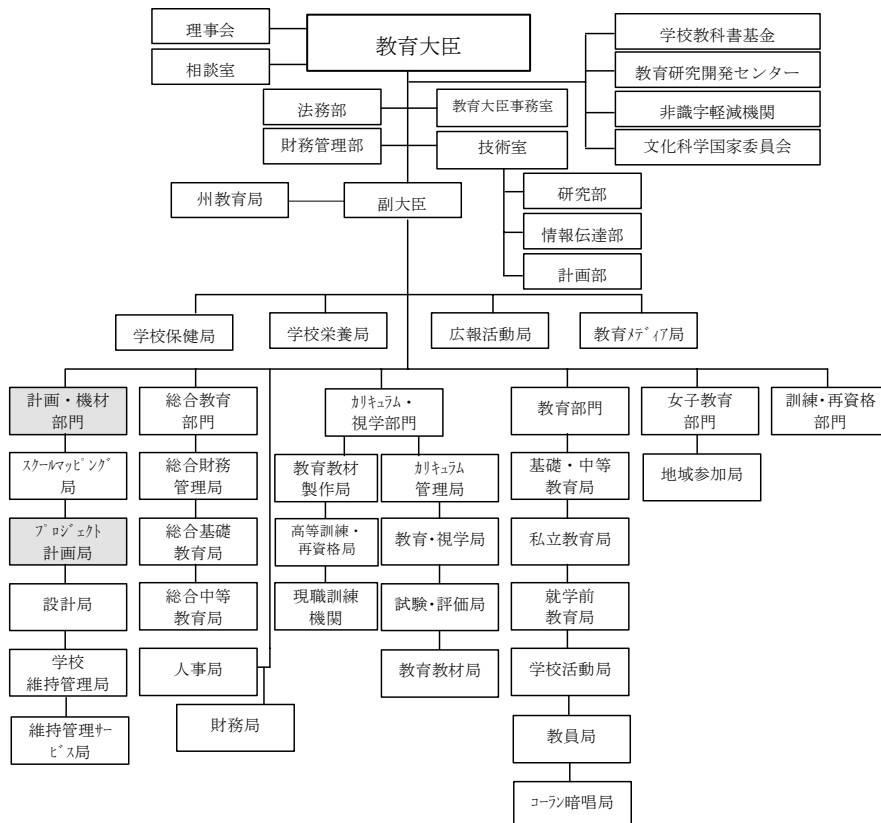 理事会
教育大臣
学校教科書基金
相談室
教育研究開発センター
法務部
教育大臣事務室
非識字軽減機関
財務管理部
技術室
文化科学国家委員会
州教育局
副大臣
研究部
情報伝達部
計画部
学校保健局
学校栄養局
広報活動局
教育ﾒﾃﾞｨｱ局
計画・機材
部門
総合教育
部門
ｶﾘｷｭﾗﾑ・
視学部門
教育部門
女子教育
部門
訓練・再資格
部門
ｽｸｰﾙﾏｯﾋﾟﾝｸﾞ
局
総合財務
管理局
教育教材
製作局
ｶﾘｷｭﾗﾑ
管理局
基礎・中等
教育局
地域参加局
ﾌﾟﾛｼﾞｪｸﾄ
計画局
総合基礎
教育局
高等訓練・
再資格局
教育・視学局
私立教育局
設計局
総合中等
教育局
現職訓練
機関
試験・評価局
就学前
教育局
学校
維持管理局
人事局
教育教材局
学校活動局
維持管理ｻｰ
ﾋﾞｽ局
財務局
教員局
ｺｰﾗﾝ暗唱局